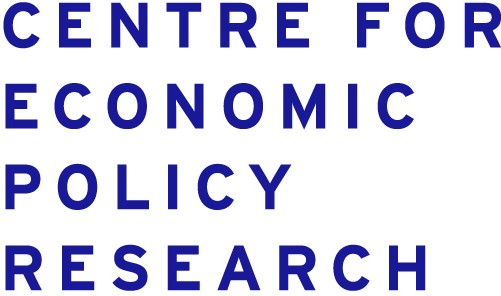 CENTRE FOR
ECONOMIC
POLICY
RESEARCH